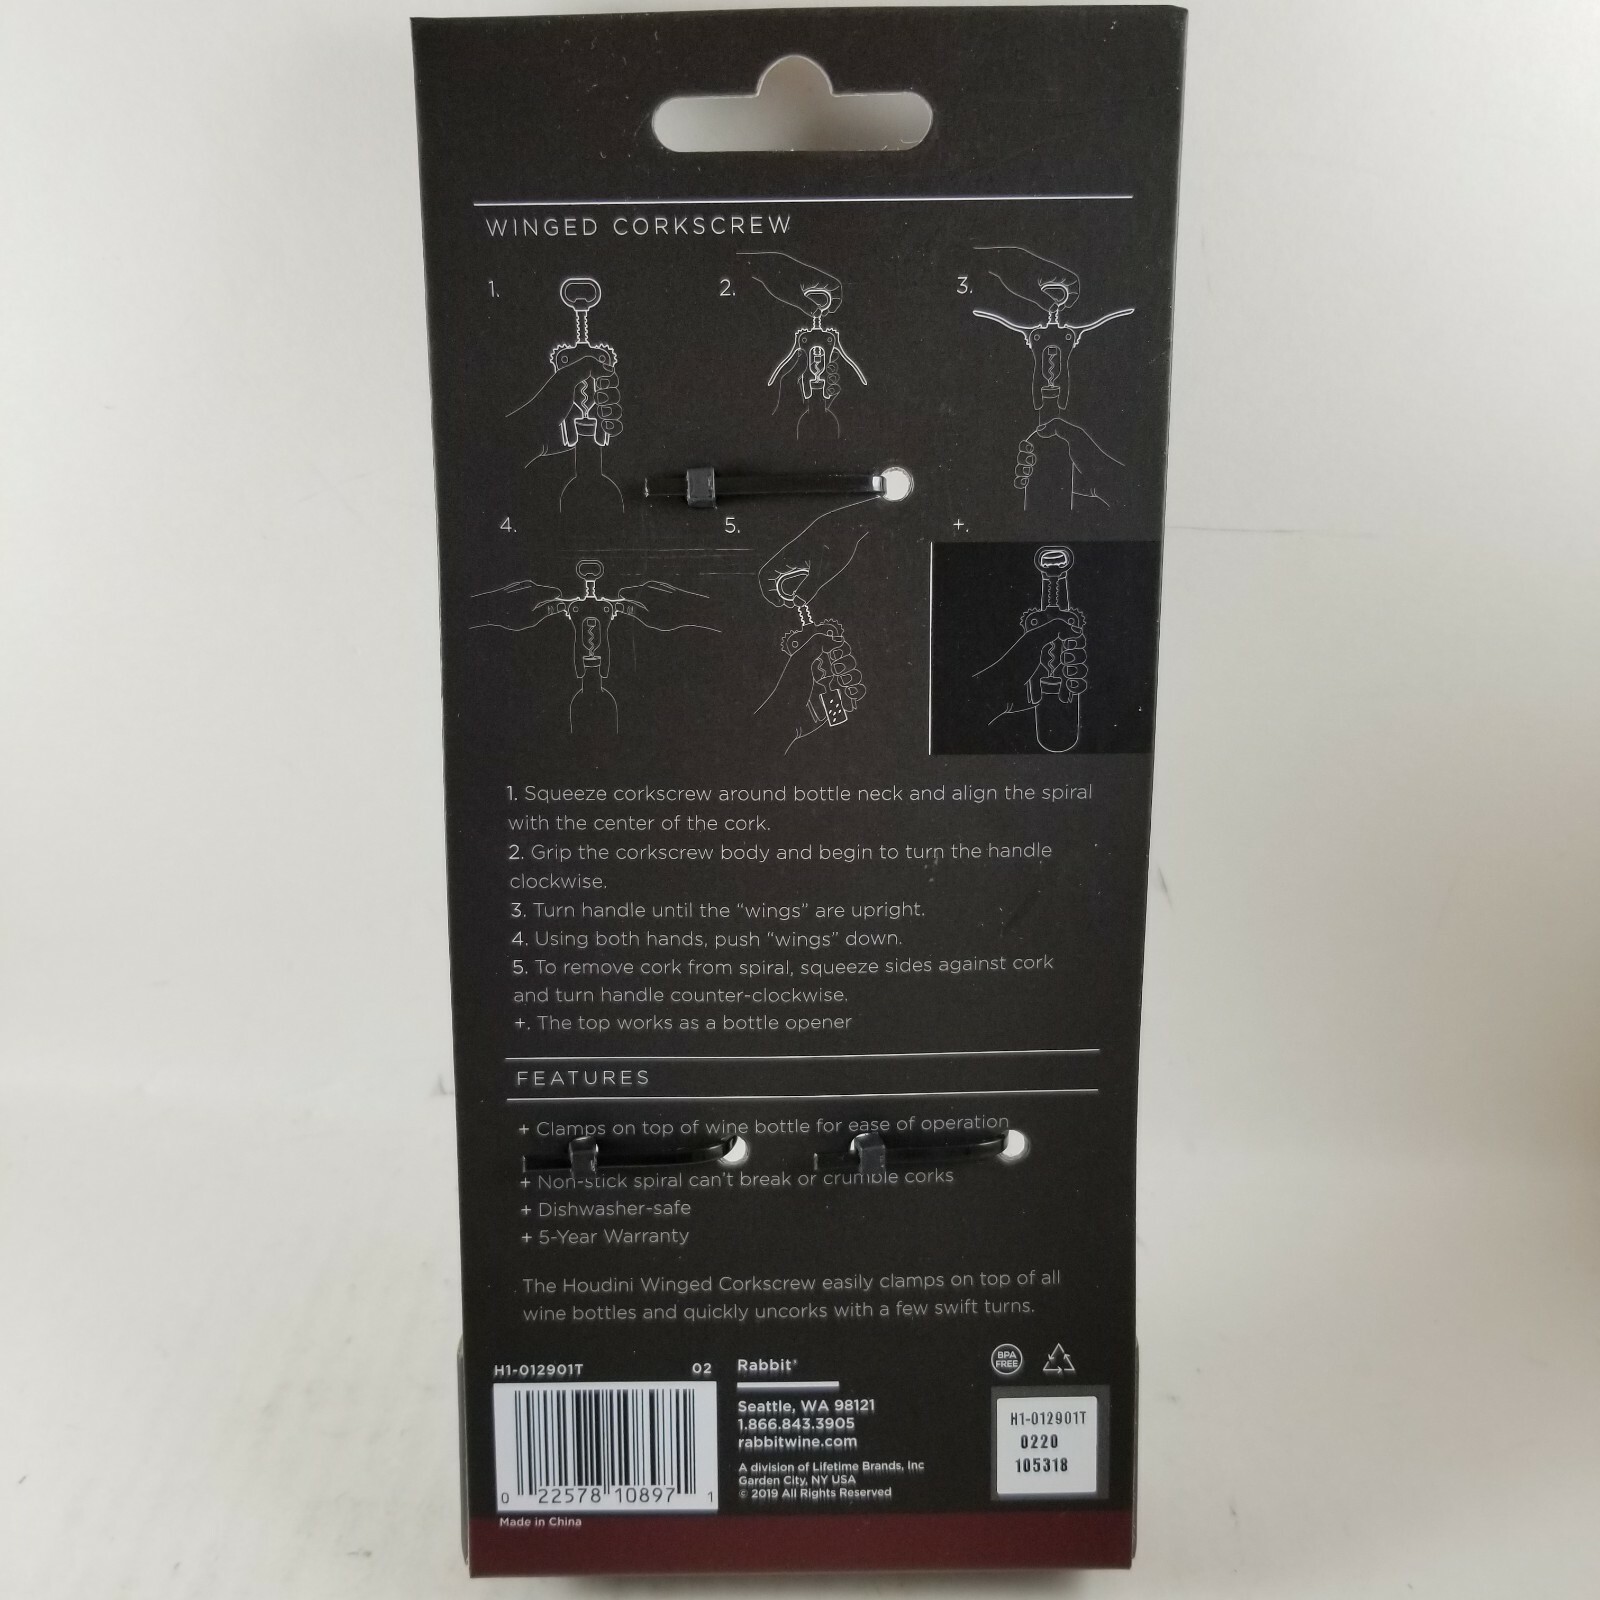 WINGED CORKSCREW
1.
2.
3.
4.
5.
+.
1. Squeeze corkscrew around bottle neck and align the spiral
with the center of the cork.
2. Grip the corkscrew body and begin to turn the handle
clockwise.
3. Turn handle until the “wings” are upright.
4. Using both hands, push “wings” down.
5. To remove cork from spiral, squeeze sides against cork
and turn handle counter-clockwise.
+. The top works as a bottle opener
FEATURES
+ Clamps on top of wine bottle for ease of operation
+ Non-stick spiral can't break or crumble corks
+ Dishwasher-safe
+ 5-Year Warranty
The Houdini Winged Corkscrew easily clamps on top of all
wine bottles and quickly uncorks with a few swift turns.
H1-012901T 02
0 22578 10897 1
Made in China
Rabbit®
Seattle, WA 98121
1.866.843.3905
rabbitwine.com
A division of Lifetime Brands, Inc
Garden City, NY USA
© 2019 All Rights Reserved
BPA
FREE
H1-012901T
0220
105318